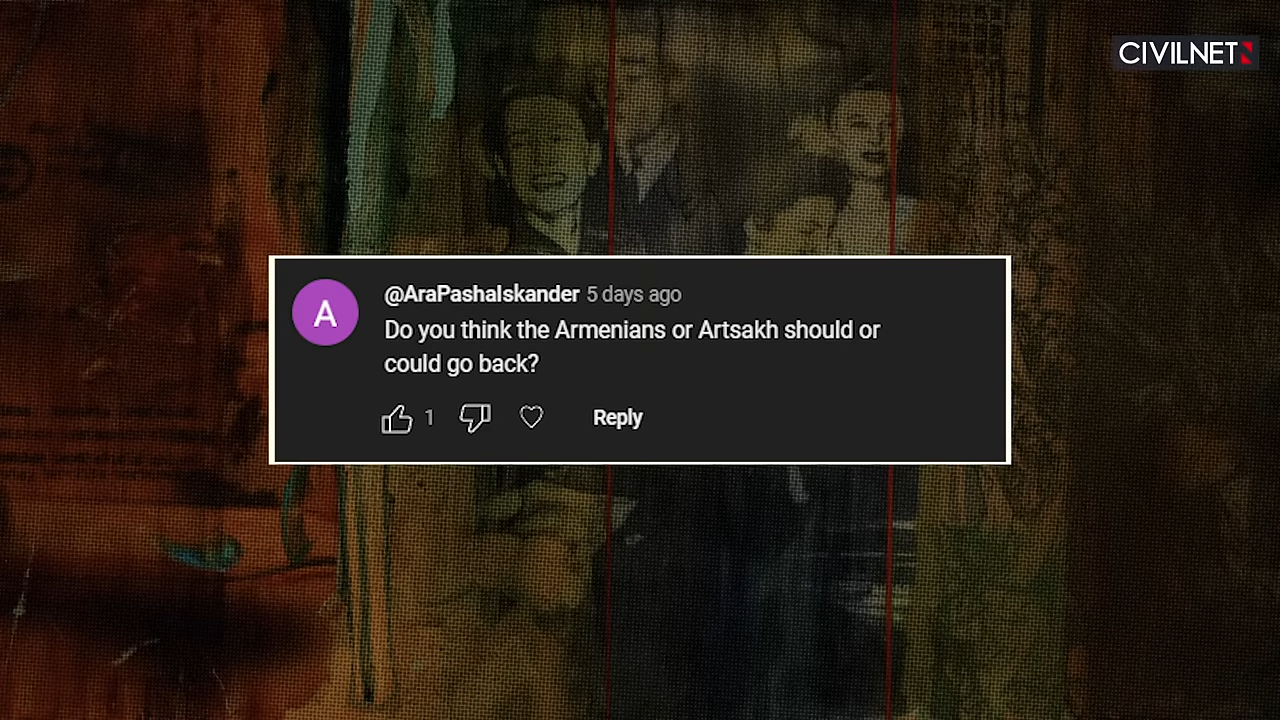 CIVILNET
A
@AraPashaIskander 5 days ago
Do you think the Armenians or Artsakh should or
could go back?
1 Reply